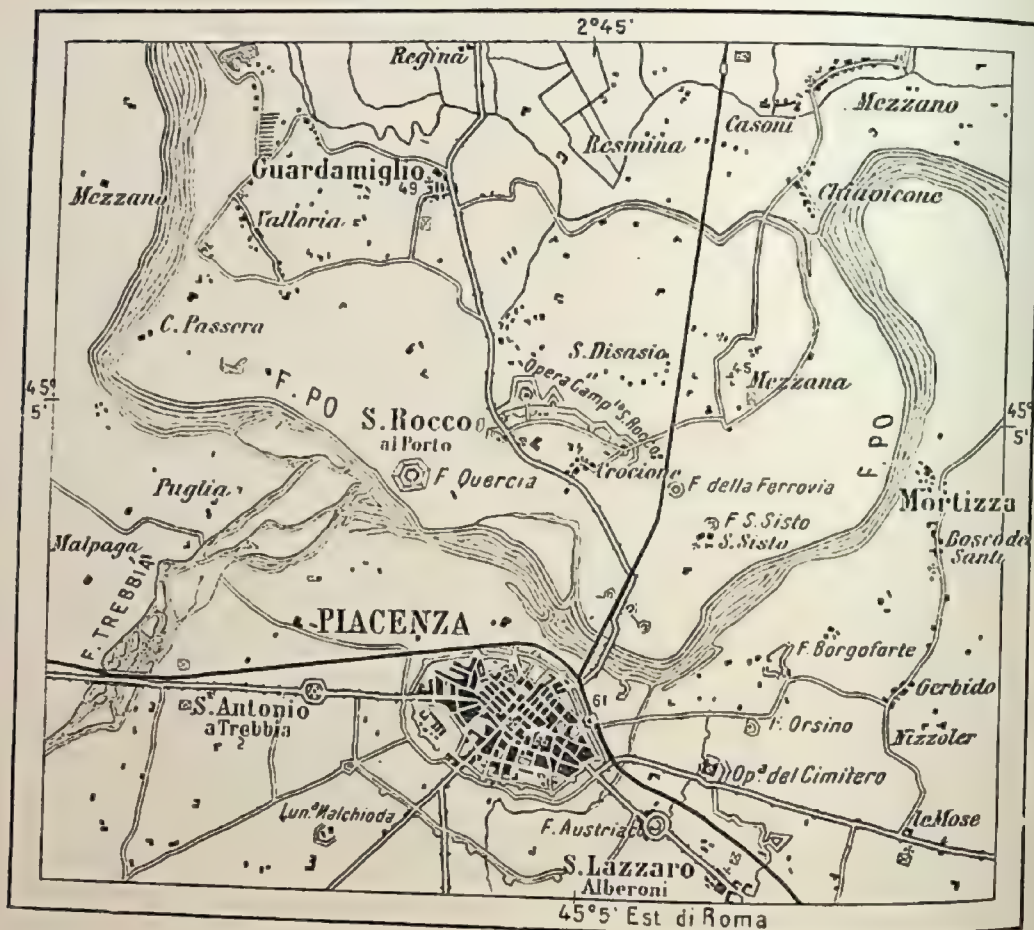 2°45'
Regina
Mezzano
Casoni
Resmina
Guardamiglio
49
Chiavicone
Mezzano
Valloria
C. Passera
S. Disasio
Opera Camp.le S. Rocco
45
Mezzana
45°
5'
45°
5'
F. PO
S. Rocco
al Porto
F. PO
Crocione
F. Quercia
F. della Ferrovia
Puglia
Mortizza
F. S. Sisto
S. Sisto
Malpaga
Bosco de
Santi
F. TREBBIA
PIACENZA
F. Borgoforte
Gerbido
S. Antonio
a Trebbia
61
F. Orsino
Nizzoler
Op.a del Cimitero
Lun.a Malchioda
F. Austriaco
le Mose
S. Lazzaro
Alberoni
45°5' Est di Roma